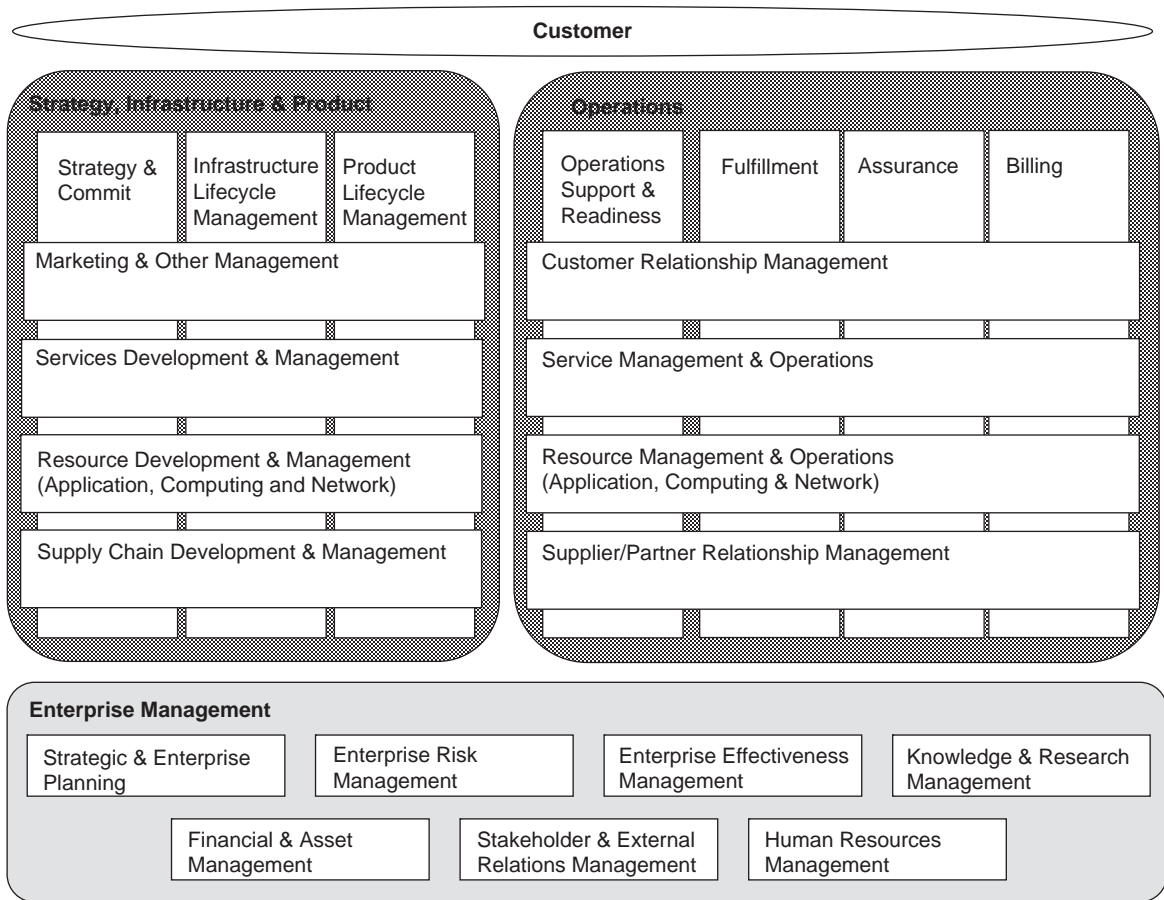 Customer
Strategy, Infrastructure & Product
Strategy &
Commit
Infrastructure
Lifecycle
Management
Product
Lifecycle
Management
Marketing & Other Management
Services Development & Management
Resource Development & Management
(Application, Computing and Network)
Supply Chain Development & Management
Operations
Operations
Support &
Readiness
Fulfillment
Assurance
Billing
Customer Relationship Management
Service Management & Operations
Resource Management & Operations
(Application, Computing & Network)
Supplier/Partner Relationship Management
Enterprise Management
Strategic & Enterprise
Planning
Enterprise Risk
Management
Enterprise Effectiveness
Management
Knowledge & Research
Management
Financial & Asset
Management
Stakeholder & External
Relations Management
Human Resources
Management